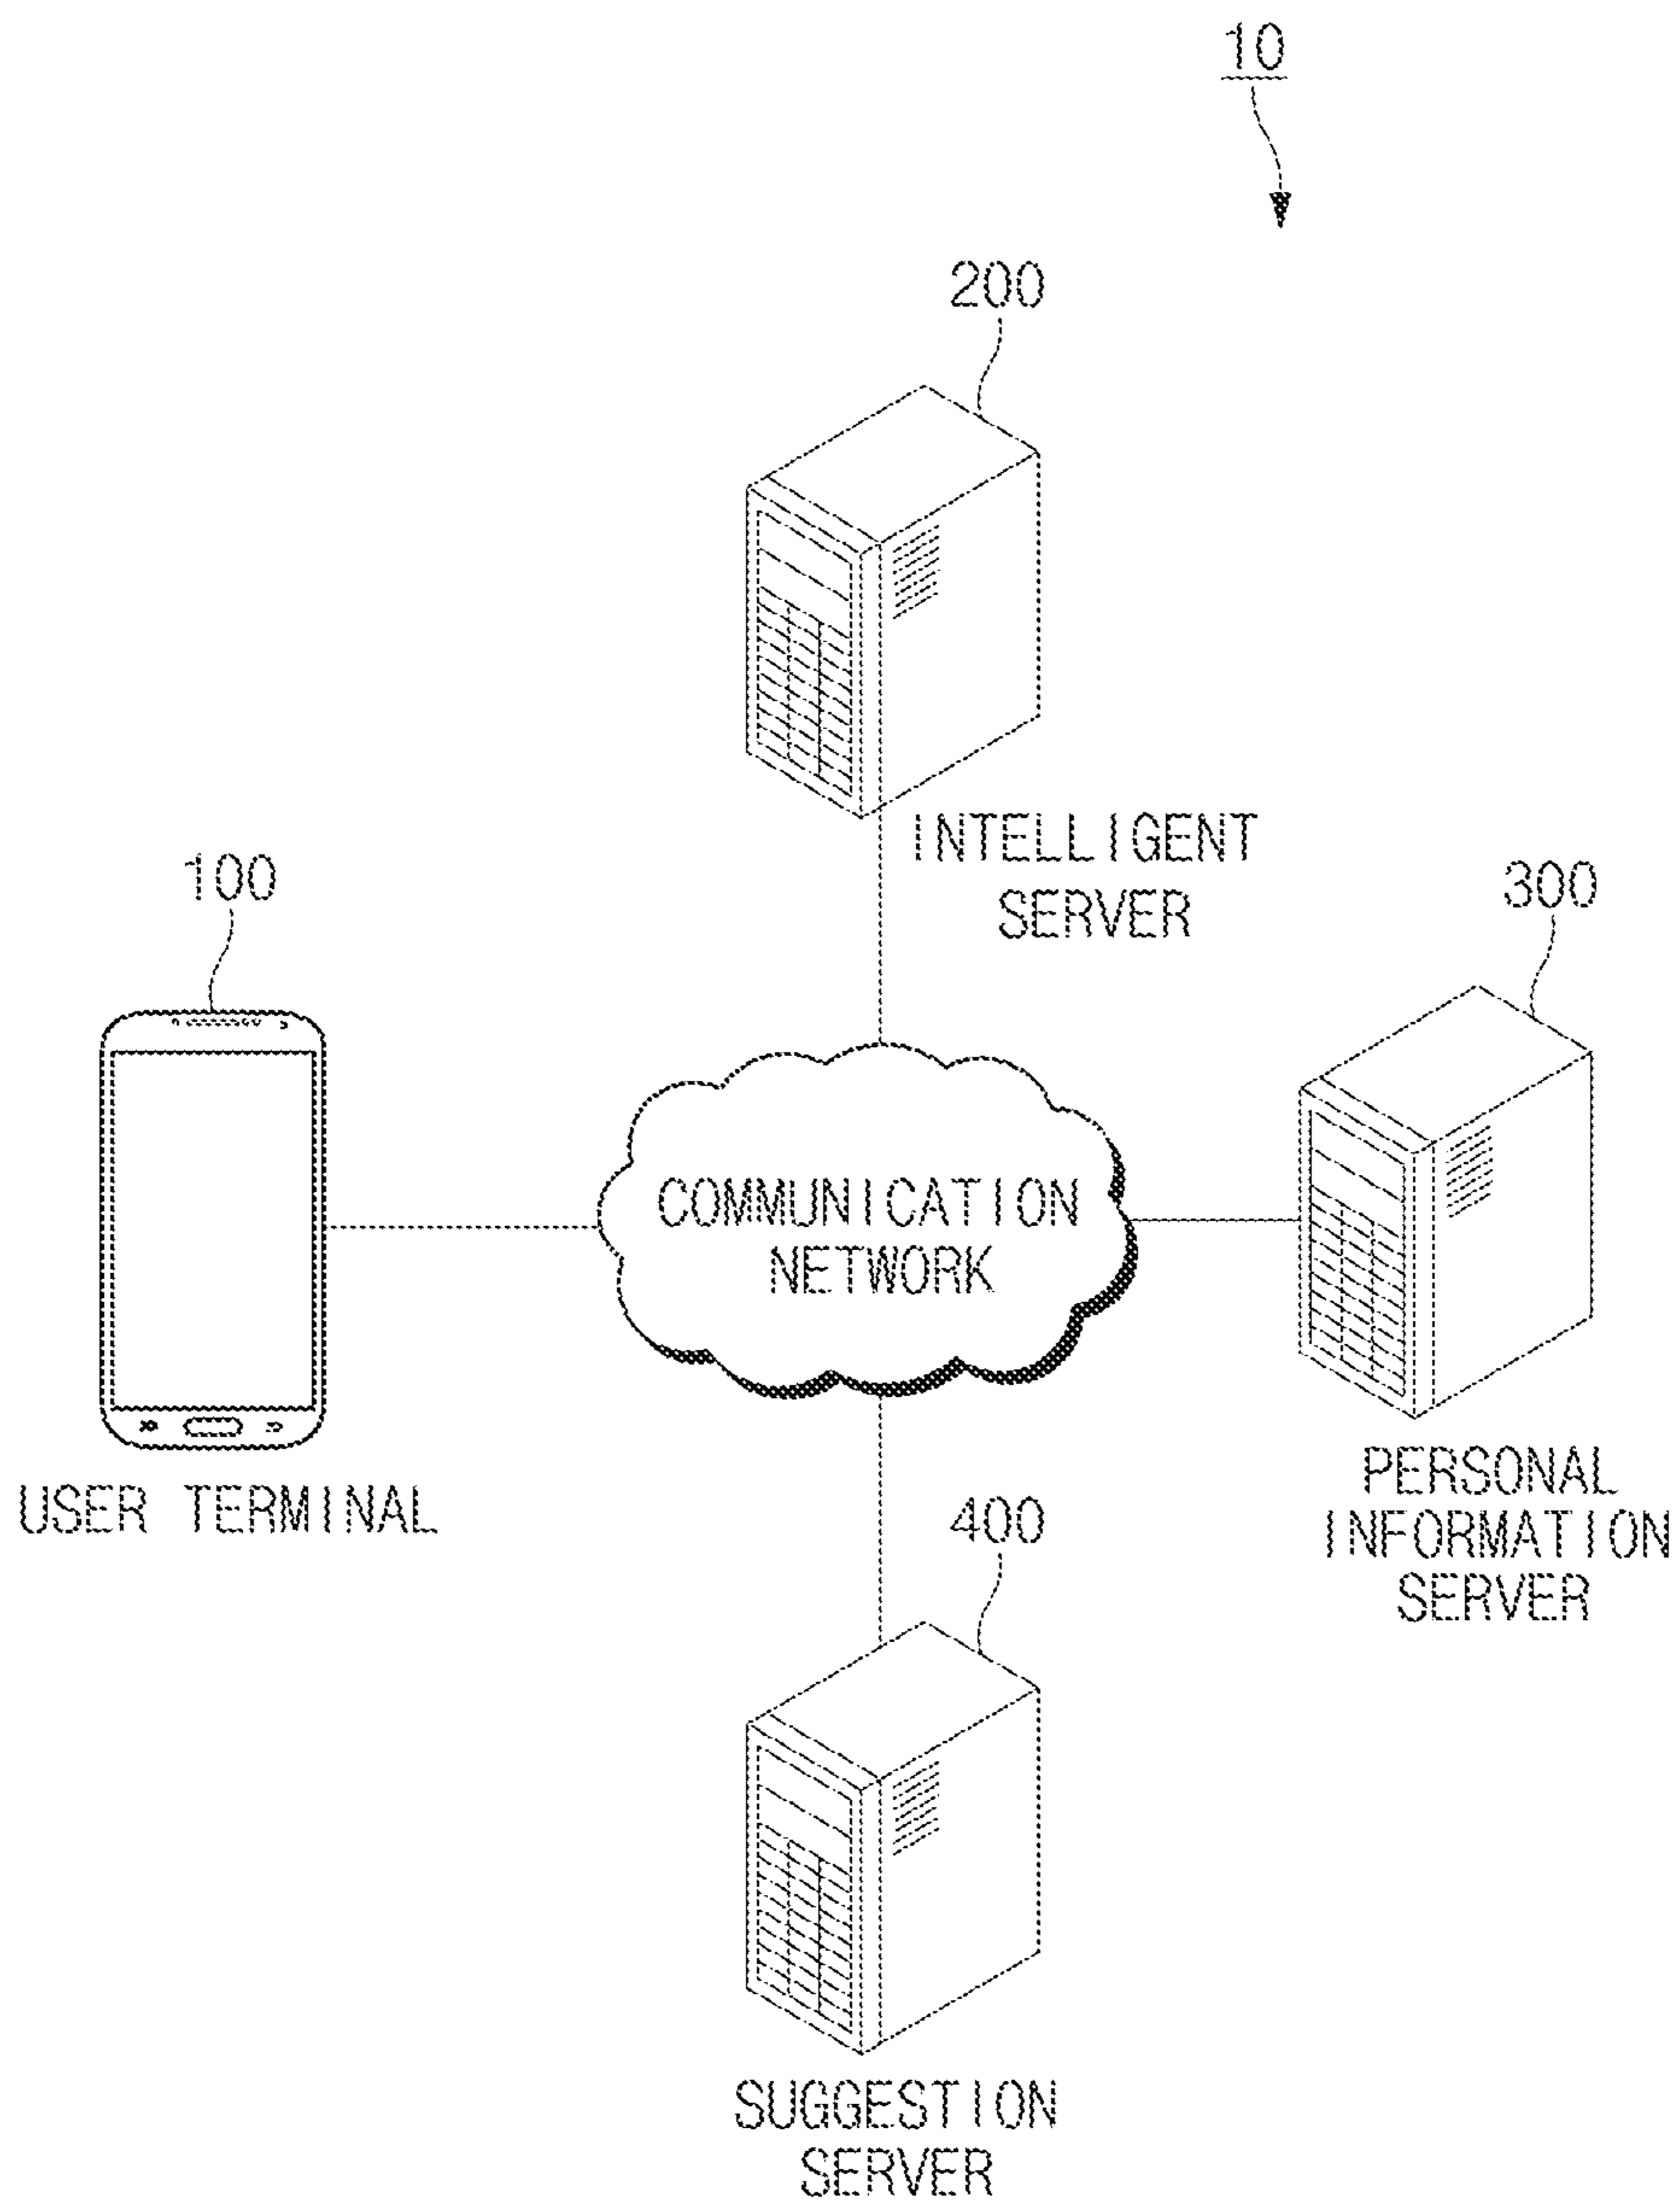 10
200
INTELLIGENT
SERVER
100
300
COMMUNICATION
NETWORK
USER TERMINAL
PERSONAL
INFORMATION
SERVER
400
SUGGESTION
SERVER